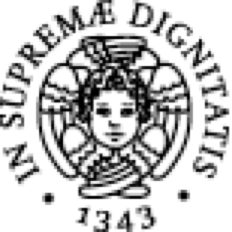 IN SUPREMÆ DIGNITATIS
1343